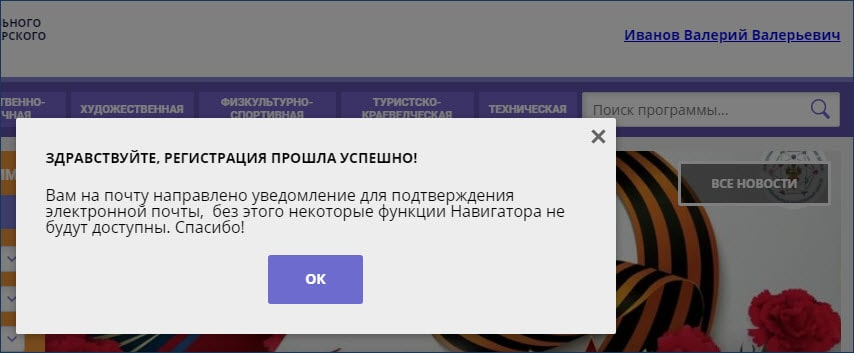 ЬНОГО
РСКОГО
Иванов Валерий Валерьевич
ТВЕННО-
ЧНАЯ
ХУДОЖЕСТВЕННАЯ
ФИЗКУЛЬТУРНО-
СПОРТИВНАЯ
ТУРИСТСКО-
КРАЕВЕДЧЕСКАЯ
ТЕХНИЧЕСКАЯ
Поиск программы...
ЗДРАВСТВУЙТЕ, РЕГИСТРАЦИЯ ПРОШЛА УСПЕШНО!
ВСЕ НОВОСТИ
Вам на почту направлено уведомление для подтверждения
электронной почты, без этого некоторые функции Навигатора не
будут доступны. Спасибо!
ОК